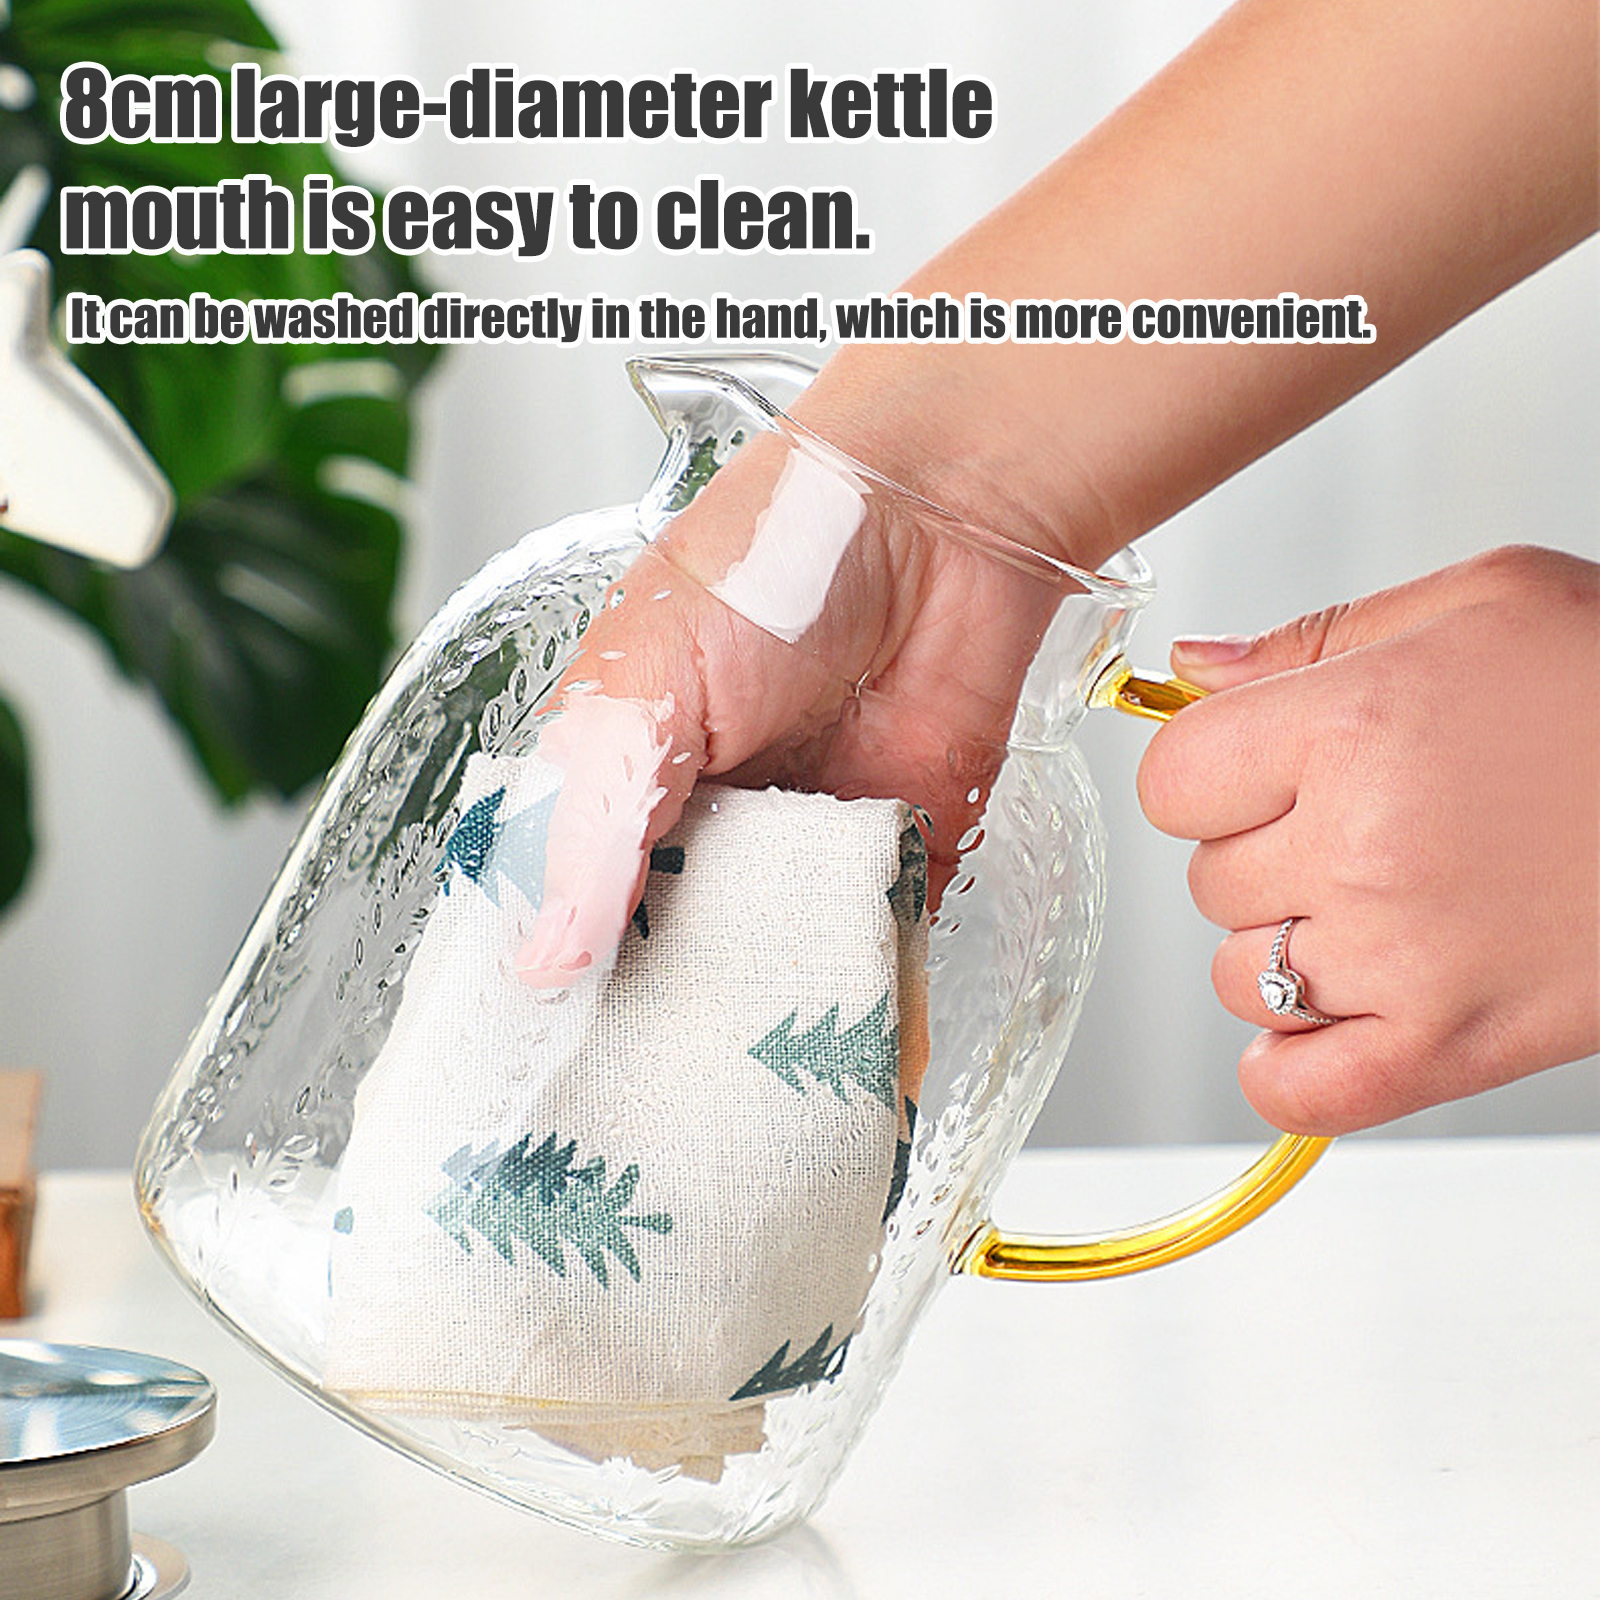 8cm large-diameter kettle
mouth is easy to clean.
It can be washed directly in the hand, which is more convenient.